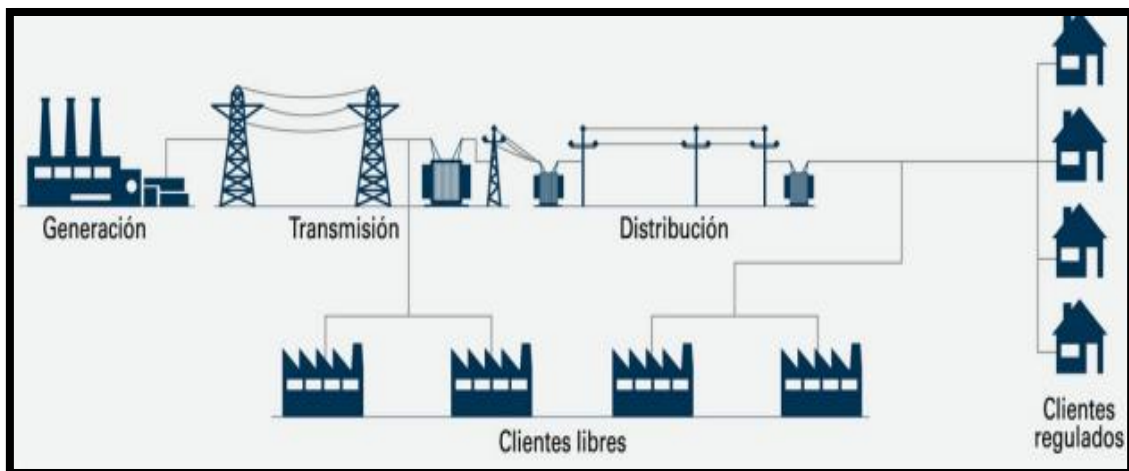 Generación
Transmisión
Distribución
Clientes libres
Clientes
regulados